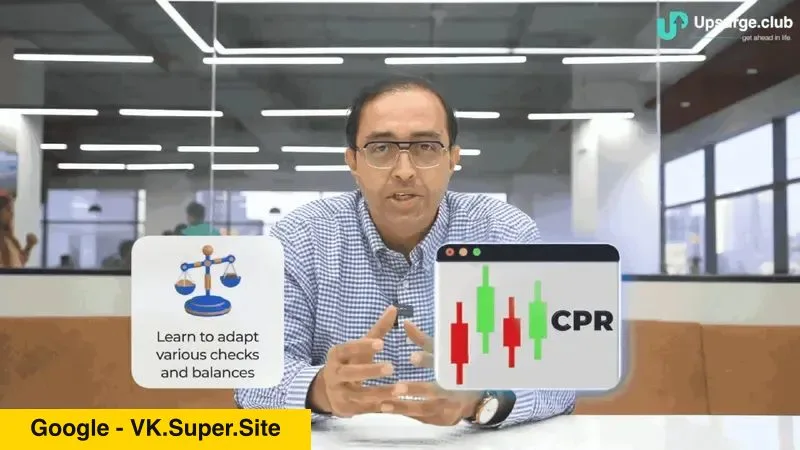 Upsurge.club
get ahead in life.
Learn to adapt
various checks
and balances
CPR
Google - VK.Super.Site